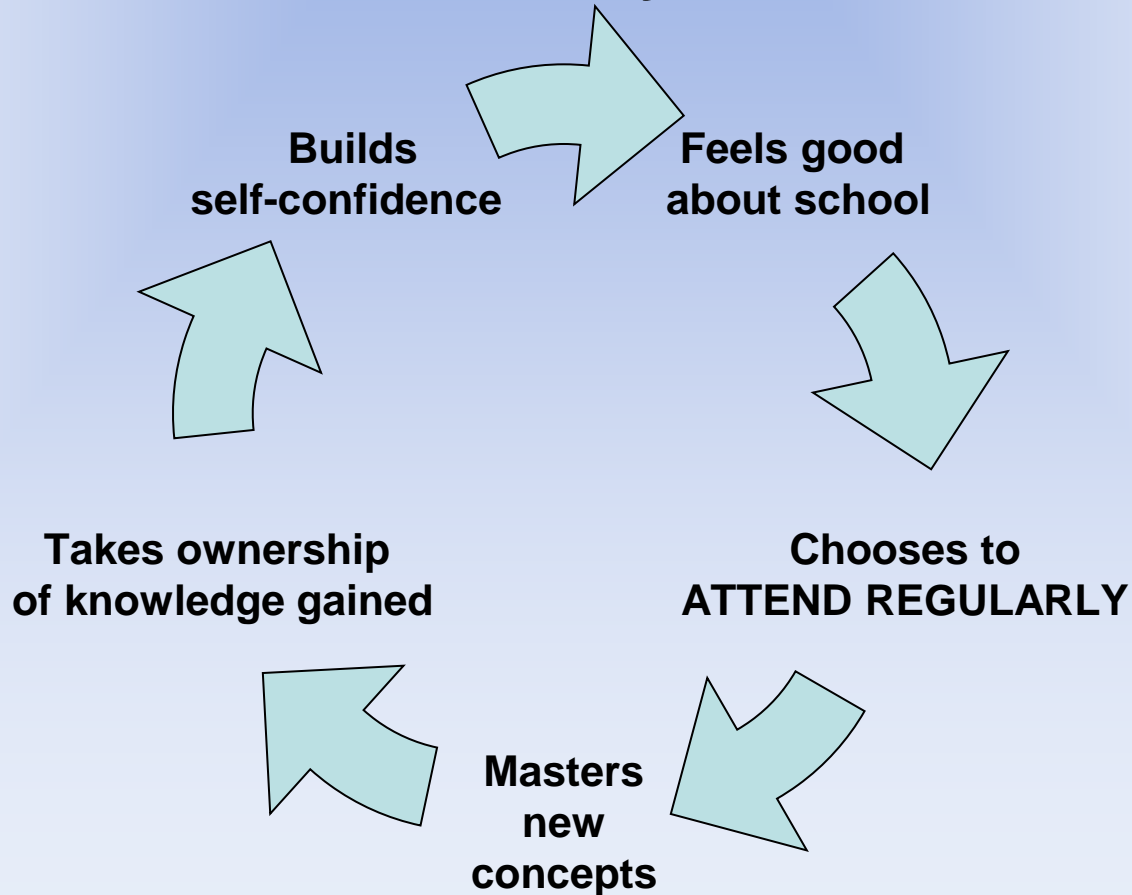 Builds
self-confidence
Feels good
about school
Chooses to
ATTEND REGULARLY
Masters
new
concepts
Takes ownership
of knowledge gained